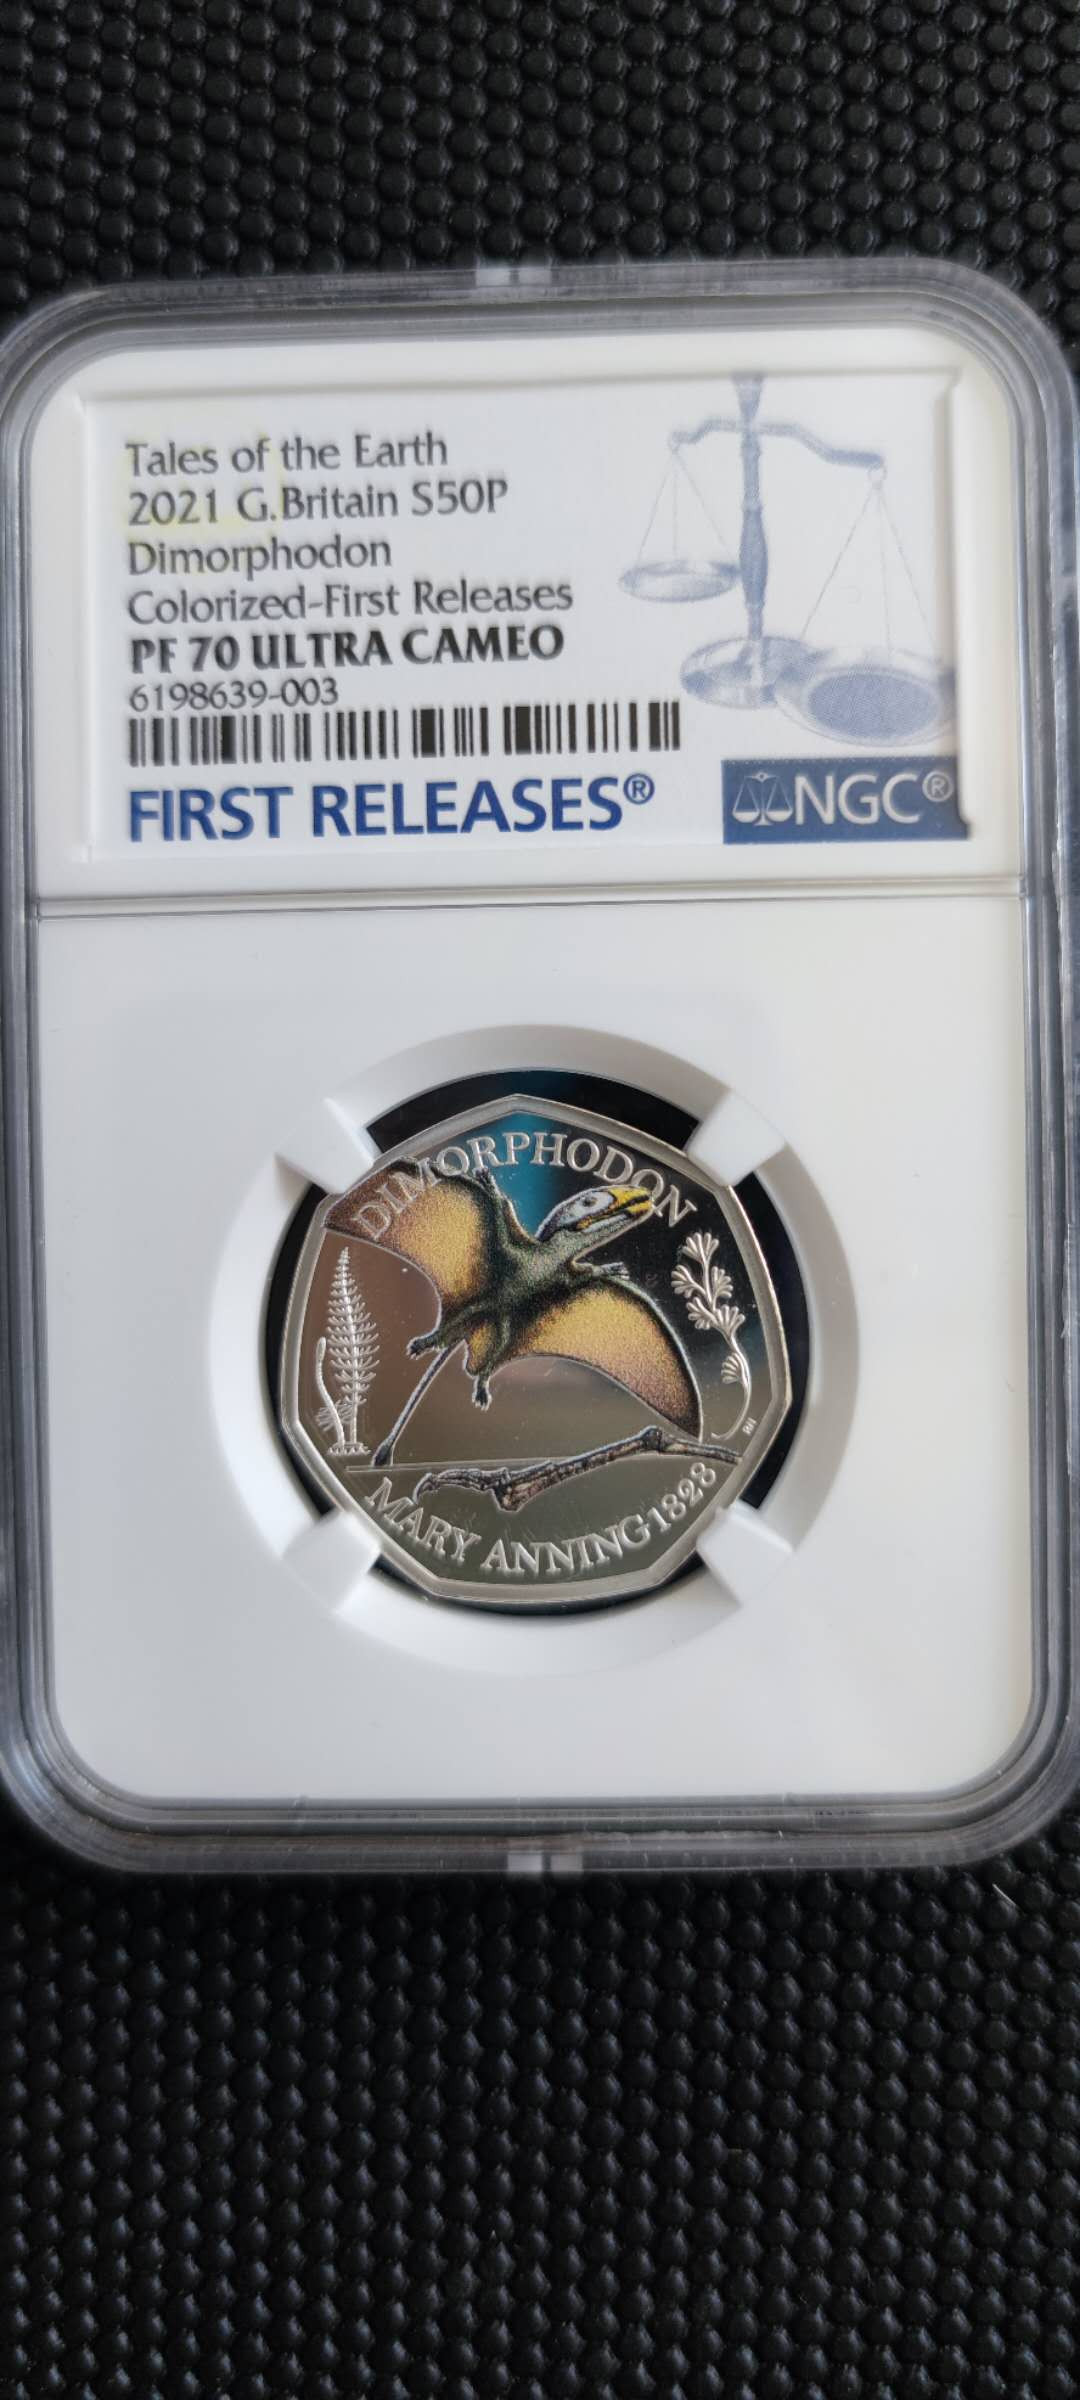 Tales of the Earth
2021 G.Britain S50P
Dimorphodon
Colorized-First Releases
PF 70 ULTRA CAMEO
6198639-003
FIRST RELEASES®
NGC®
DIMORPHODON
RN
MARY ANNING 1828